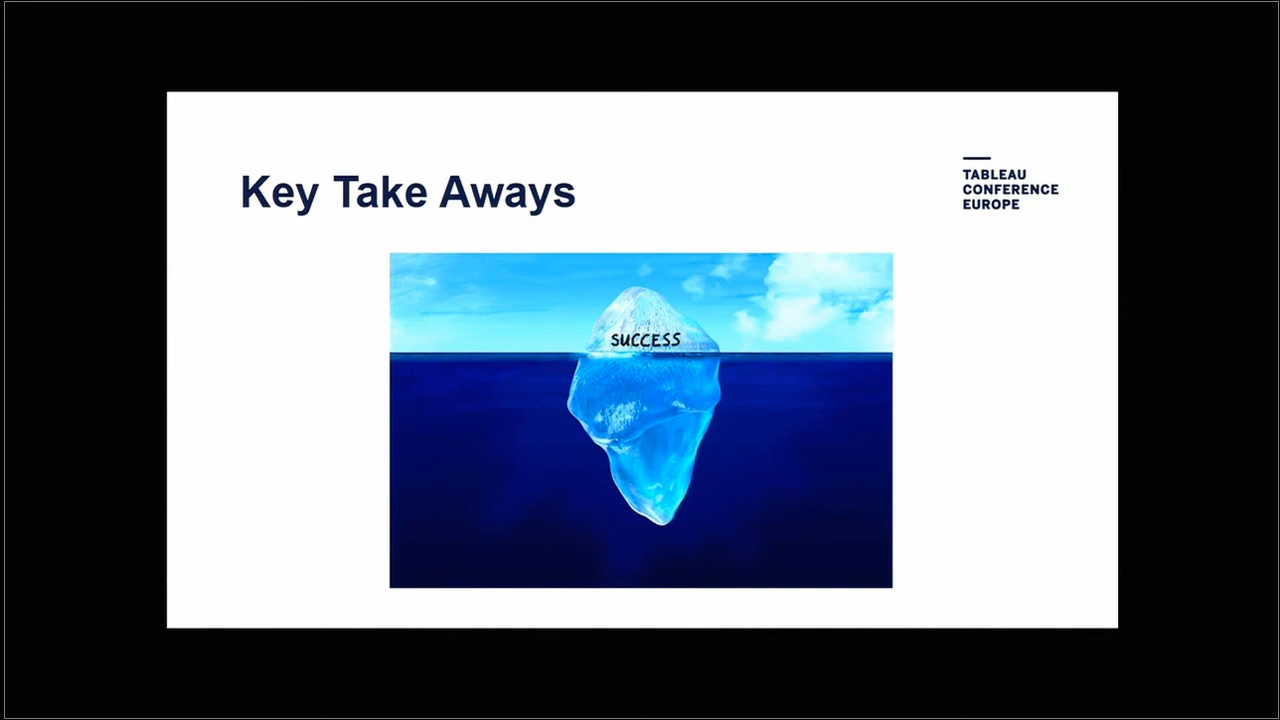 Key Take Aways
TABLEAU
CONFERENCE
EUROPE
SUCCESS